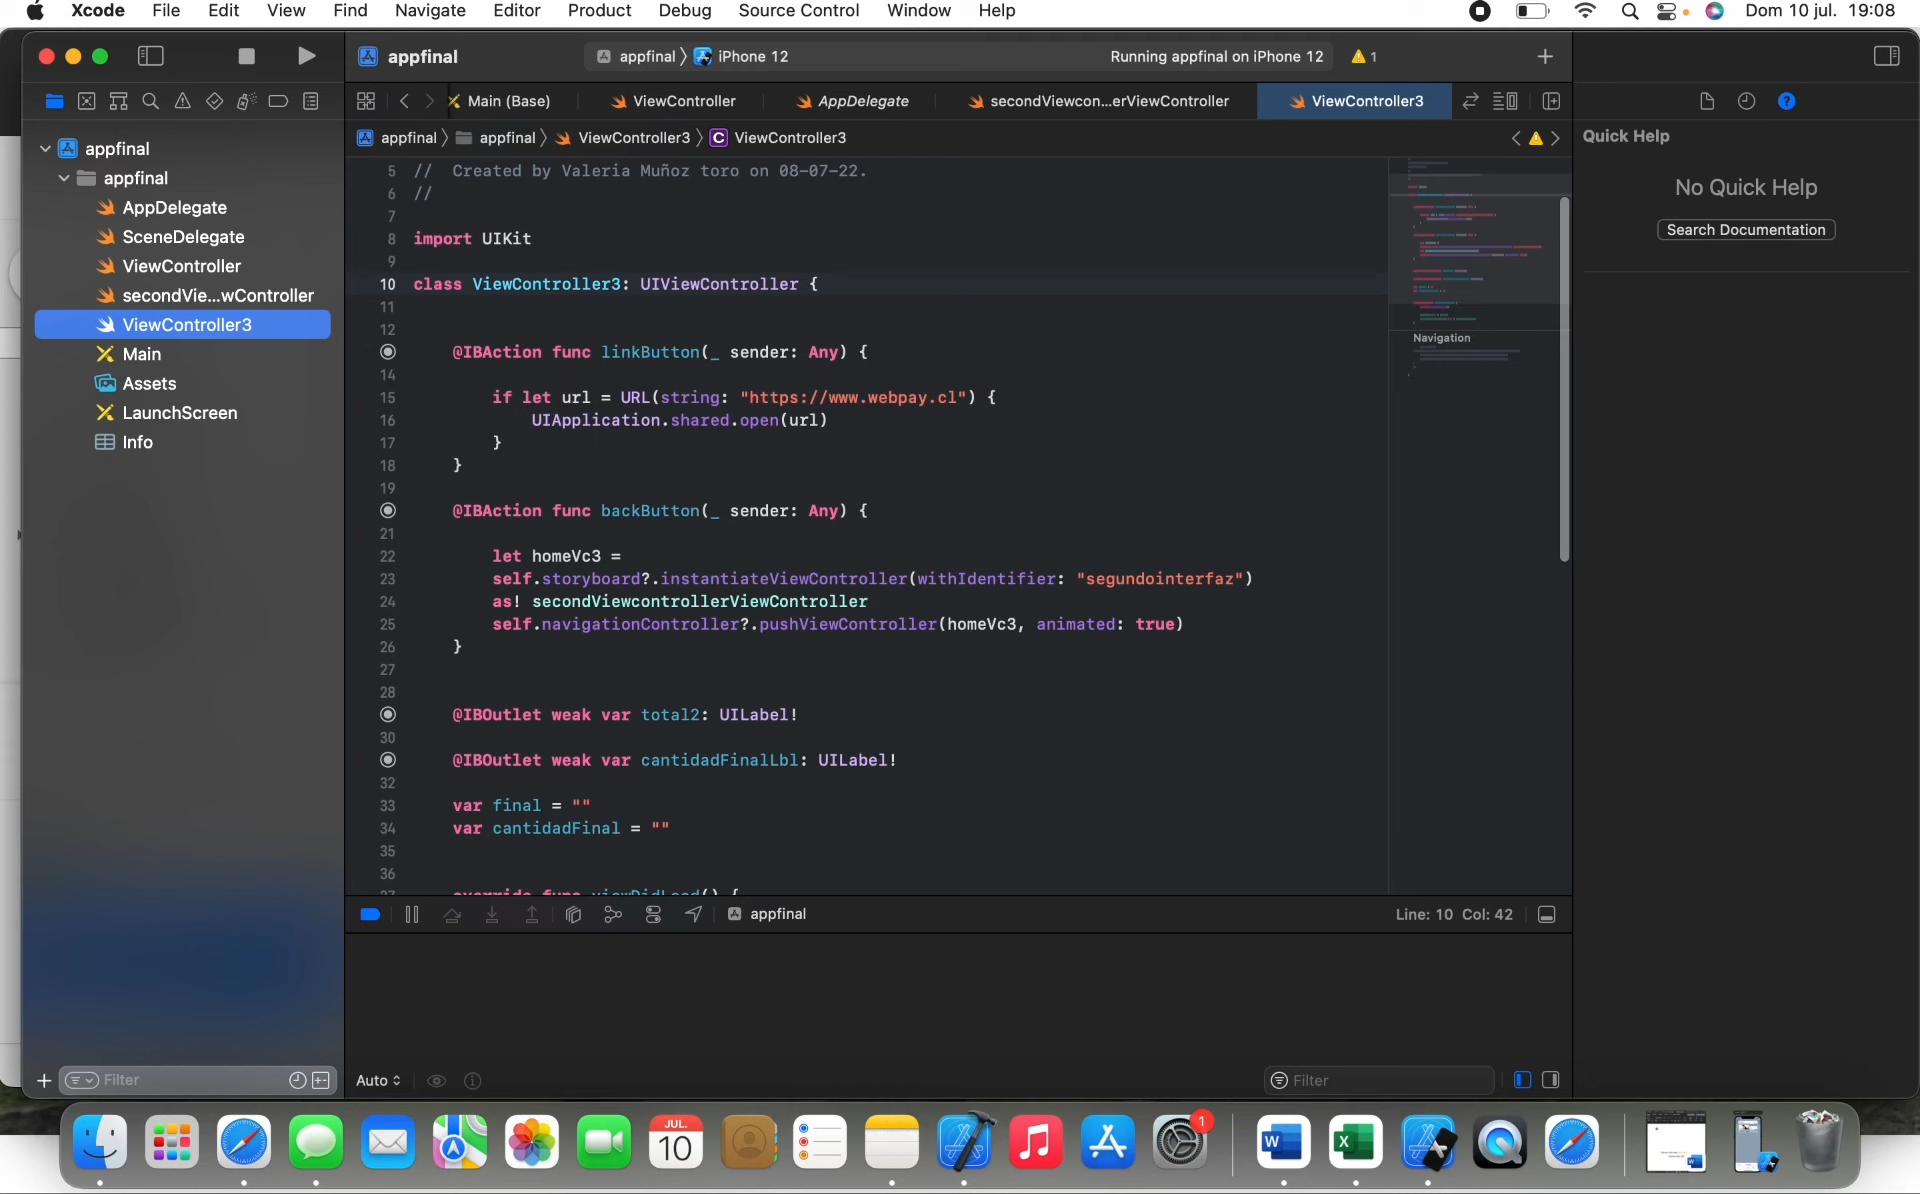 Xcode File Edit View Find Navigate Editor Product Debug Source Control Window Help Dom 10 jul. 19:08
appfinal appfinal iPhone 12 Running appfinal on iPhone 12 1
Main (Base) ViewController AppDelegate secondViewcon...erViewController ViewController3
appfinal appfinal ViewController3 C ViewController3
Quick Help
No Quick Help
Search Documentation
appfinal
appfinal
AppDelegate
SceneDelegate
ViewController
secondVie...wController
ViewController3
Main
Assets
LaunchScreen
Info
5 // Created by Valeria Muñoz toro on 08-07-22.
6 //
7
8 import UIKit
9
10 class ViewController3: UIViewController {
11
12
@IBAction func linkButton(_ sender: Any) {
14
15 if let url = URL(string: "https://www.webpay.cl") {
16 UIApplication.shared.open(url)
17 }
18 }
19
@IBAction func backButton(_ sender: Any) {
21
22 let homeVc3 =
23 self.storyboard?.instantiateViewController(withIdentifier: "segundointerfaz")
24 as! secondViewcontrollerViewController
25 self.navigationController?.pushViewController(homeVc3, animated: true)
26 }
27
28
@IBOutlet weak var total2: UILabel!
30
@IBOutlet weak var cantidadFinalLbl: UILabel!
32
33 var final = ""
34 var cantidadFinal = ""
35
36
37 override func viewDidLoad() {
Navigation
appfinal Line: 10 Col: 42
Filter
Auto Filter
JUL.
10
1
W
X